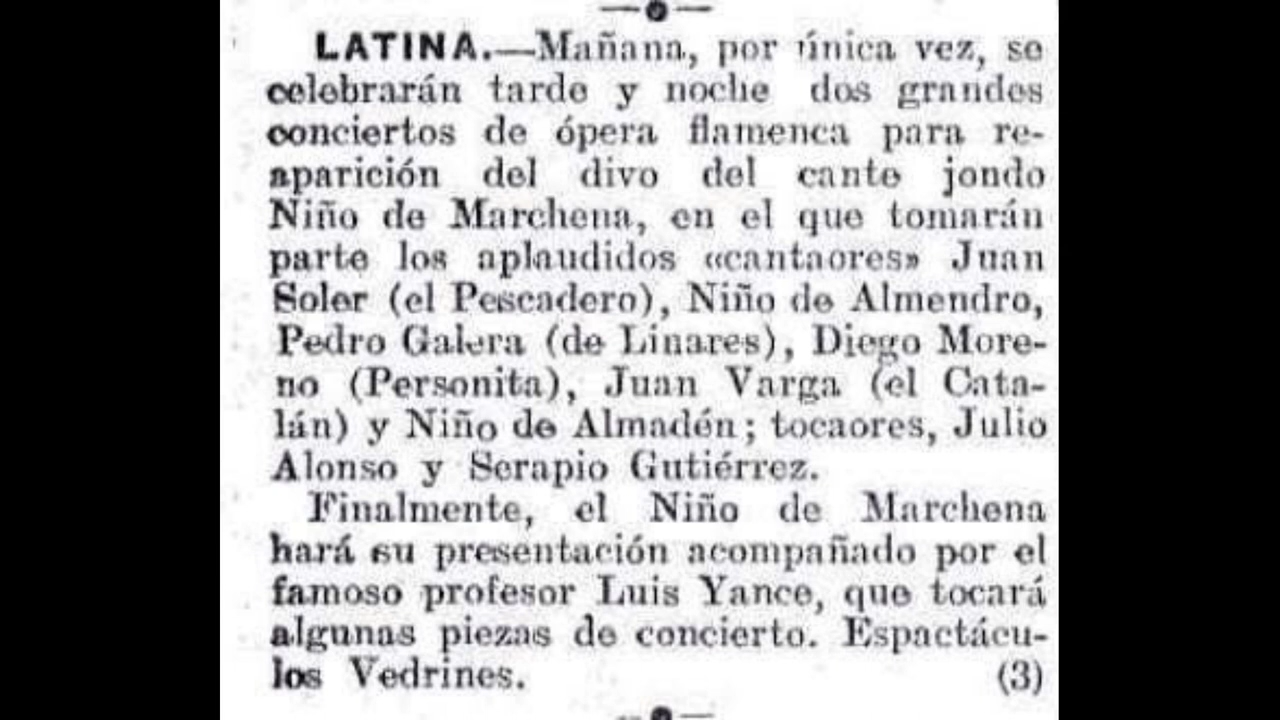 LATINA.—Mañana, por única vez, se
celebrarán tarde y noche dos grandes
conciertos de ópera flamenca para re-
aparición del divo del cante jondo
Niño de Marchena, en el que tomarán
parte los aplaudidos «cantaores» Juan
Soler (el Pescadero), Niño de Almendro,
Pedro Galera (de Linares), Diego More-
no (Personita), Juan Varga (el Cata-
lán) y Niño de Almadén; tocaores, Julio
Alonso y Serapio Gutiérrez.
Finalmente, el Niño de Marchena
hará su presentación acompañado por el
famoso profesor Luis Yance, que tocará
algunas piezas de concierto. Espactácu-
los Vedrines. (3)